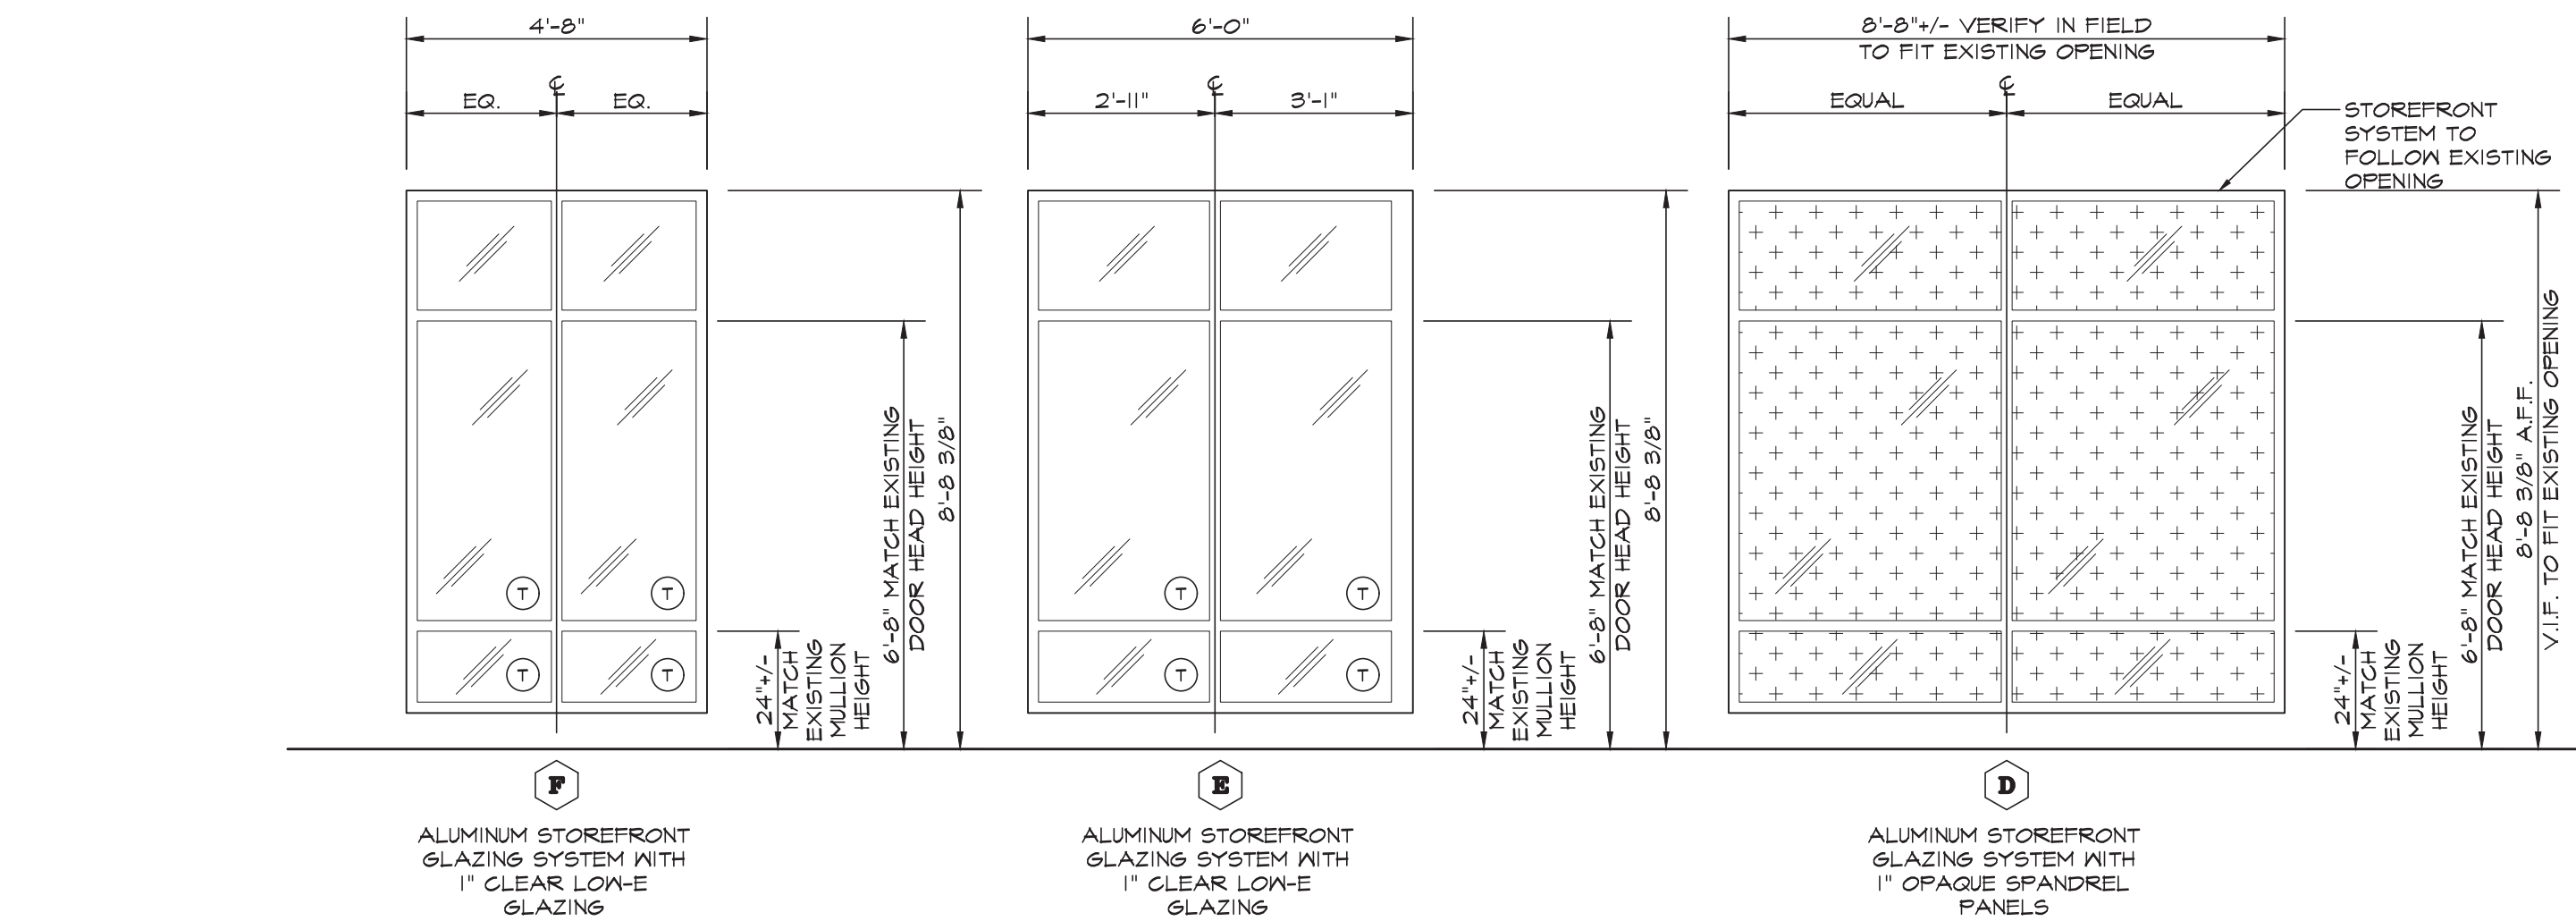 4'-8"
EQ.
℄
EQ.
6'-8" MATCH EXISTING
DOOR HEAD HEIGHT
8'-8 3/8"
24"+/-
MATCH
EXISTING
MULLION
HEIGHT
T
T
T
T
F
ALUMINUM STOREFRONT
GLAZING SYSTEM WITH
1" CLEAR LOW-E
GLAZING
6'-0"
2'-11"
℄
3'-1"
6'-8" MATCH EXISTING
DOOR HEAD HEIGHT
8'-8 3/8"
24"+/-
MATCH
EXISTING
MULLION
HEIGHT
T
T
T
T
E
ALUMINUM STOREFRONT
GLAZING SYSTEM WITH
1" CLEAR LOW-E
GLAZING
8'-8"+/- VERIFY IN FIELD
TO FIT EXISTING OPENING
EQUAL
℄
EQUAL
STOREFRONT
SYSTEM TO
FOLLOW EXISTING
OPENING
6'-8" MATCH EXISTING
DOOR HEAD HEIGHT
8'-8 3/8" A.F.F.
V.I.F. TO FIT EXISTING OPENING
24"+/-
MATCH
EXISTING
MULLION
HEIGHT
D
ALUMINUM STOREFRONT
GLAZING SYSTEM WITH
1" OPAQUE SPANDREL
PANELS